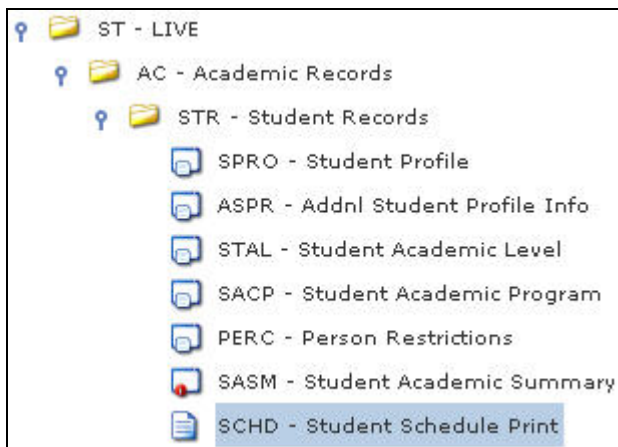 ST - LIVE
AC - Academic Records
STR - Student Records
SPRO - Student Profile
ASPR - Addnl Student Profile Info
STAL - Student Academic Level
SACP - Student Academic Program
PERC - Person Restrictions
SASM - Student Academic Summary
SCHD - Student Schedule Print